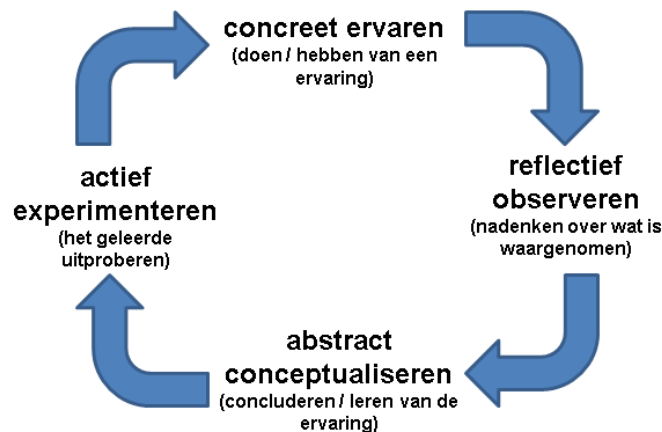 concreet ervaren
(doen / hebben van een
ervaring)
reflectief
observeren
(nadenken over wat is
waargenomen)
abstract
conceptualiseren
(concluderen / leren van de
ervaring)
actief
experimenteren
(het geleerde
uitproberen)